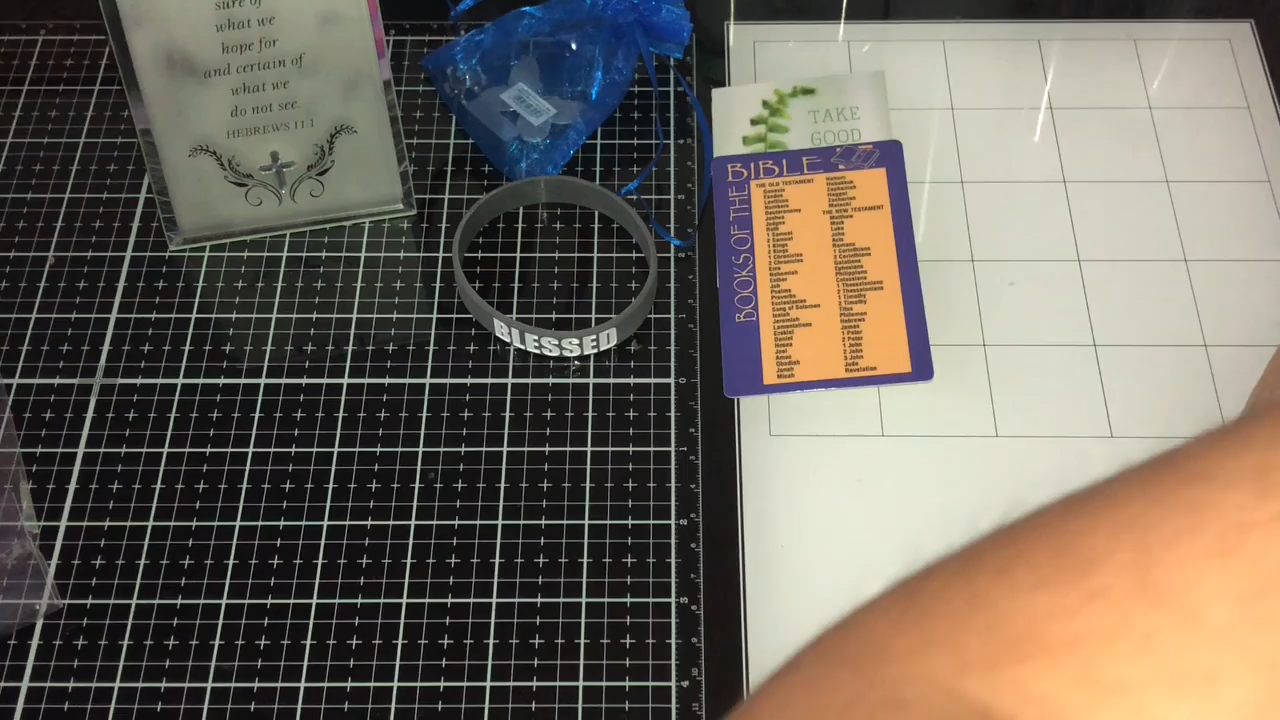 sure of
what we
hope for
and certain of
what we
do not see.
HEBREWS 11:1
BLESSED
TAKE
GOOD
BOOKS OF THE
BIBLE
THE OLD TESTAMENT
Genesis
Exodus
Leviticus
Numbers
Deuteronomy
Joshua
Judges
Ruth
1 Samuel
2 Samuel
1 Kings
2 Kings
1 Chronicles
2 Chronicles
Ezra
Nehemiah
Esther
Job
Psalms
Proverbs
Ecclesiastes
Song of Solomon
Isaiah
Jeremiah
Lamentations
Ezekiel
Daniel
Hosea
Joel
Amos
Obadiah
Jonah
Micah
Nahum
Habakkuk
Zephaniah
Haggai
Zechariah
Malachi
THE NEW TESTAMENT
Matthew
Mark
Luke
John
Acts
Romans
1 Corinthians
2 Corinthians
Galatians
Ephesians
Philippians
Colossians
1 Thessalonians
2 Thessalonians
1 Timothy
2 Timothy
Titus
Philemon
Hebrews
James
1 Peter
2 Peter
1 John
2 John
3 John
Jude
Revelation